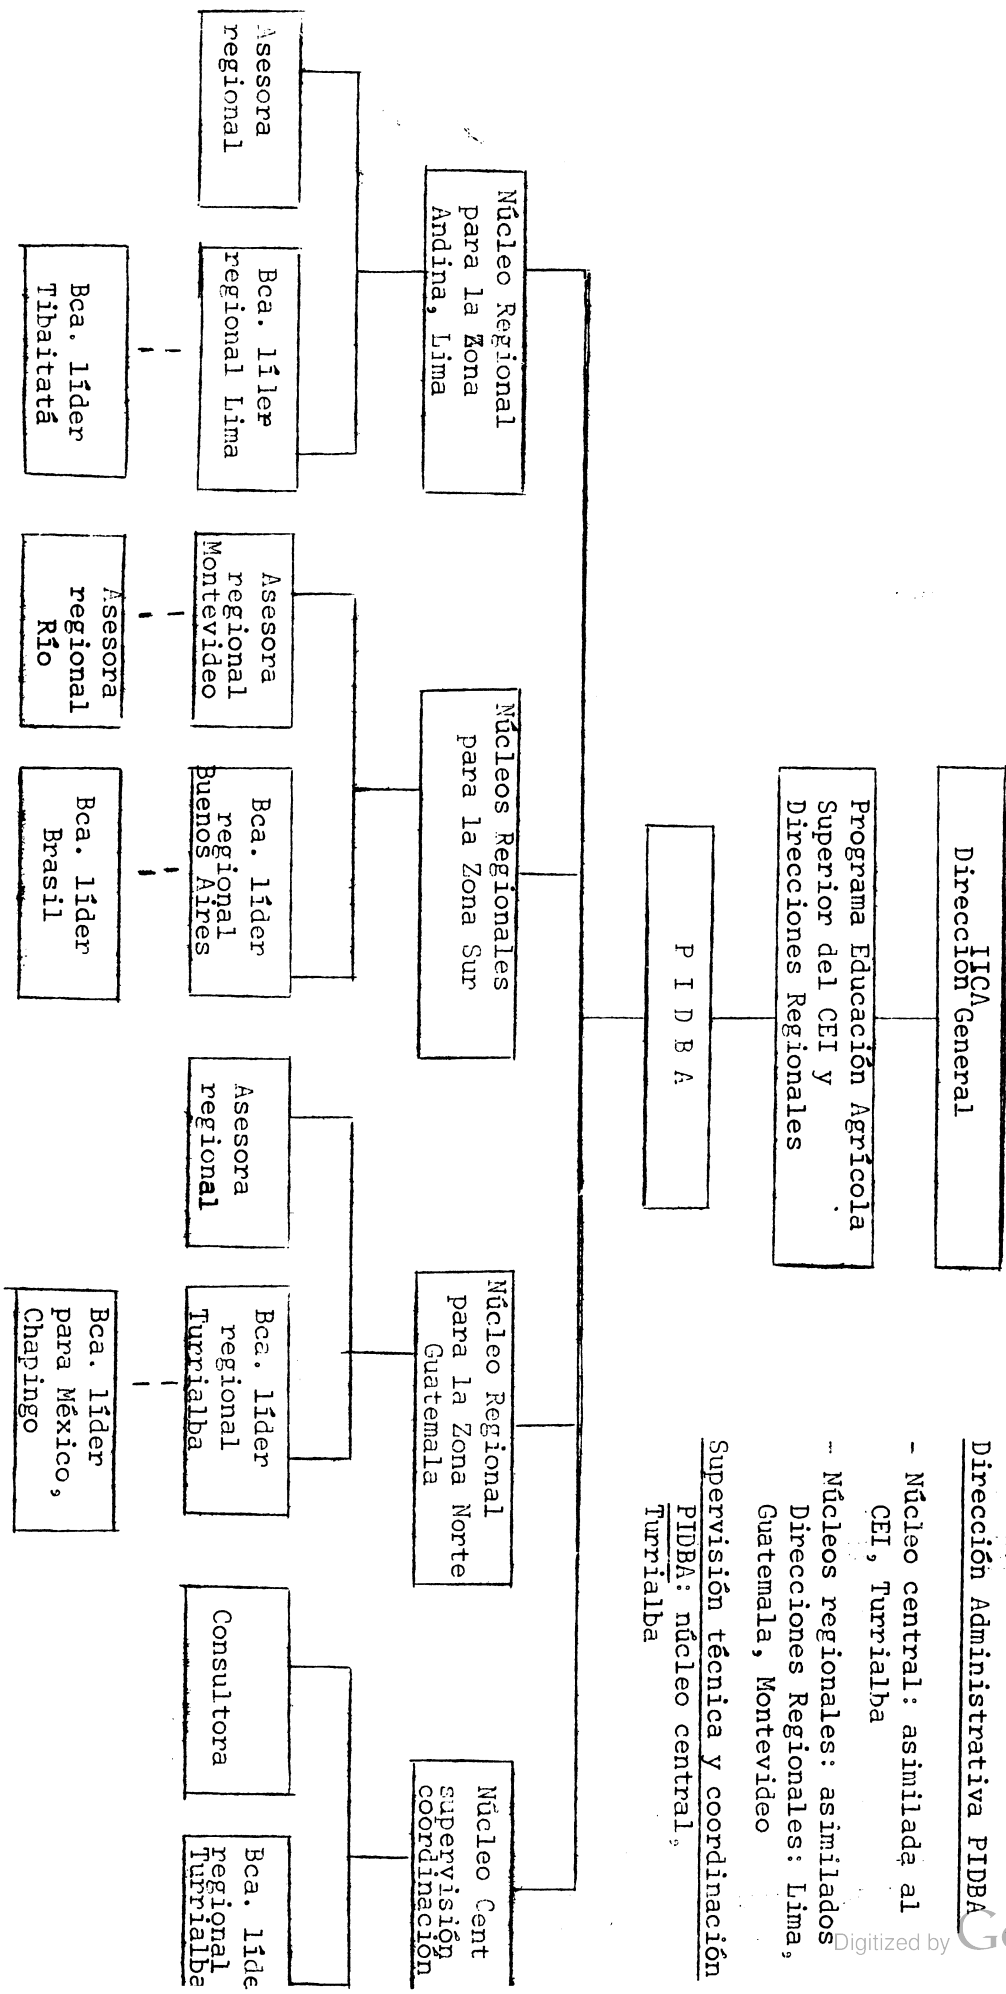 IICA
Dirección General
Programa Educación Agrícola
Superior del CEI y
Direcciones Regionales
P I D B A
Dirección Administrativa PIDBA
- Núcleo central: asimilada al
CEI, Turrialba
- Núcleos regionales: asimilados
Direcciones Regionales: Lima,
Guatemala, Montevideo
Supervisión técnica y coordinación
PIDBA: núcleo central,
Turrialba
Núcleo Regional
para la Zona
Andina, Lima
Núcleos Regionales
para la Zona Sur
Núcleo Regional
para la Zona Norte
Guatemala
Núcleo Cent
supervisión
coordinación
Asesora
regional
Bca. líler
regional Lima
Asesora
regional
Montevideo
Bca. líder
regional
Buenos Aires
Asesora
regional
Bca. líder
regional
Turrialba
Consultora
Bca. líde
regional
Turrialba
Bca. líder
Tibaitatá
Asesora
regional
Río
Bca. líder
Brasil
Bca. líder
para México,
Chapingo
Digitized by Go